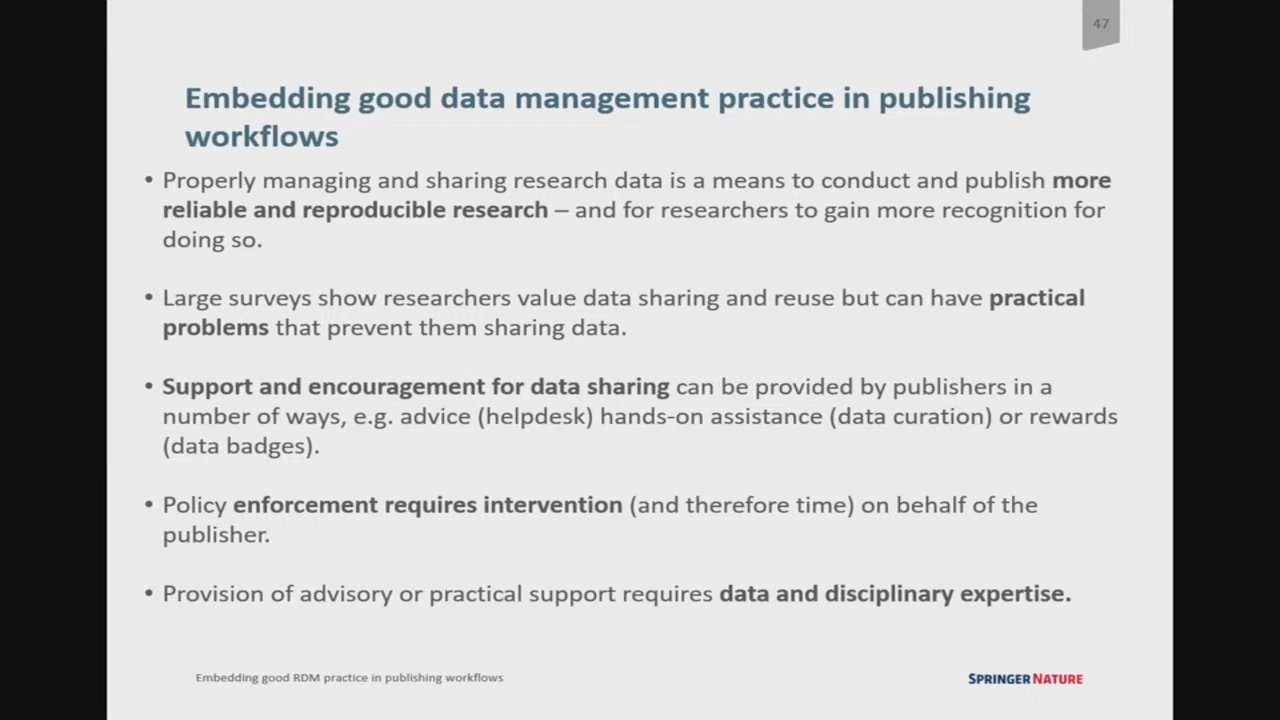 47
Embedding good data management practice in publishing
workflows
• Properly managing and sharing research data is a means to conduct and publish more
reliable and reproducible research – and for researchers to gain more recognition for
doing so.
• Large surveys show researchers value data sharing and reuse but can have practical
problems that prevent them sharing data.
• Support and encouragement for data sharing can be provided by publishers in a
number of ways, e.g. advice (helpdesk) hands-on assistance (data curation) or rewards
(data badges).
• Policy enforcement requires intervention (and therefore time) on behalf of the
publisher.
• Provision of advisory or practical support requires data and disciplinary expertise.
Embedding good RDM practice in publishing workflows
SPRINGER NATURE